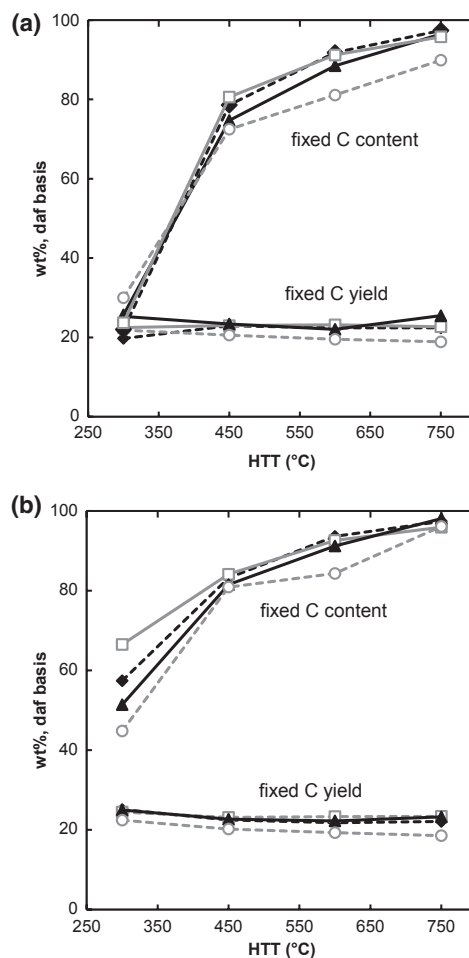 (a)
100
80
60
40
20
0
wt%, daf basis
fixed C content
fixed C yield
250 350 450 550 650 750
HTT (°C)
(b)
100
80
60
40
20
0
wt%, daf basis
fixed C content
fixed C yield
250 350 450 550 650 750
HTT (°C)